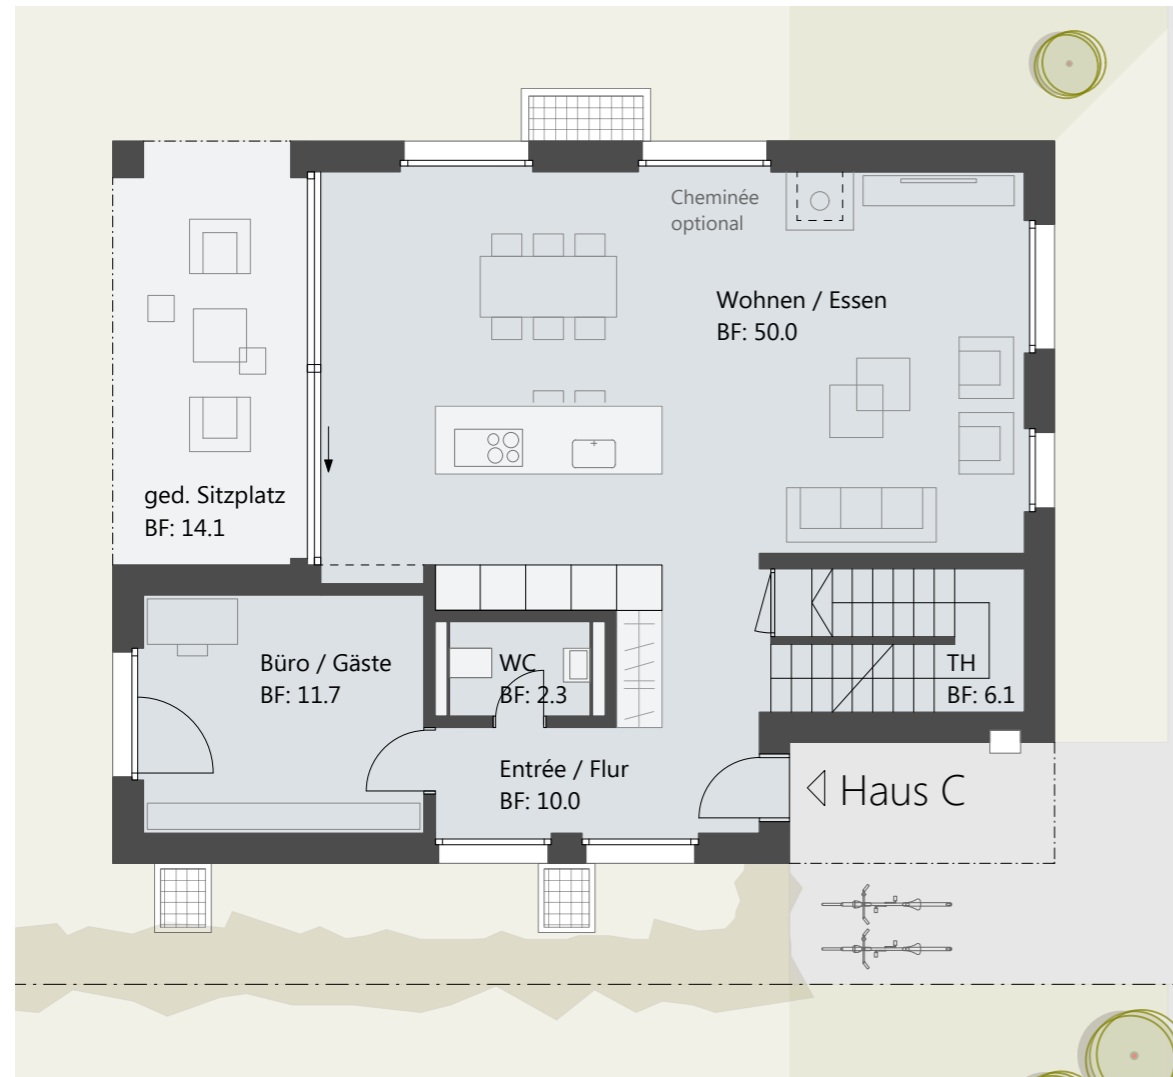 Cheminée
optional
Wohnen / Essen
BF: 50.0
ged. Sitzplatz
BF: 14.1
Büro / Gäste
BF: 11.7
WC
BF: 2.3
TH
BF: 6.1
Entrée / Flur
BF: 10.0
Haus C